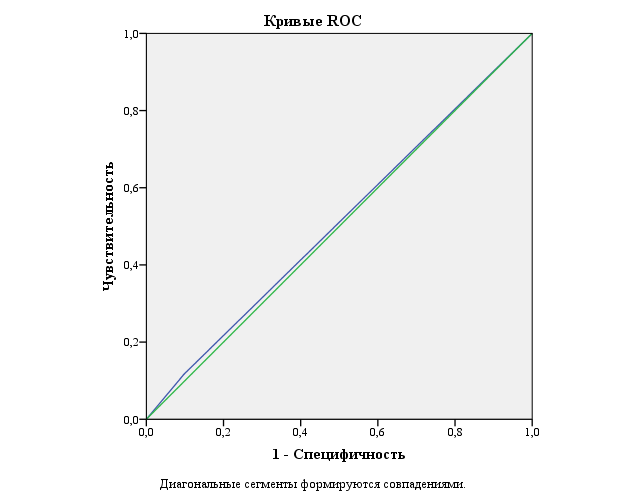 Кривые ROC
1,0
0,8
0,6
0,4
0,2
0,0
Чувствительность
0,0 0,2 0,4 0,6 0,8 1,0
1 - Специфичность
Диагональные сегменты формируются совпадениями.